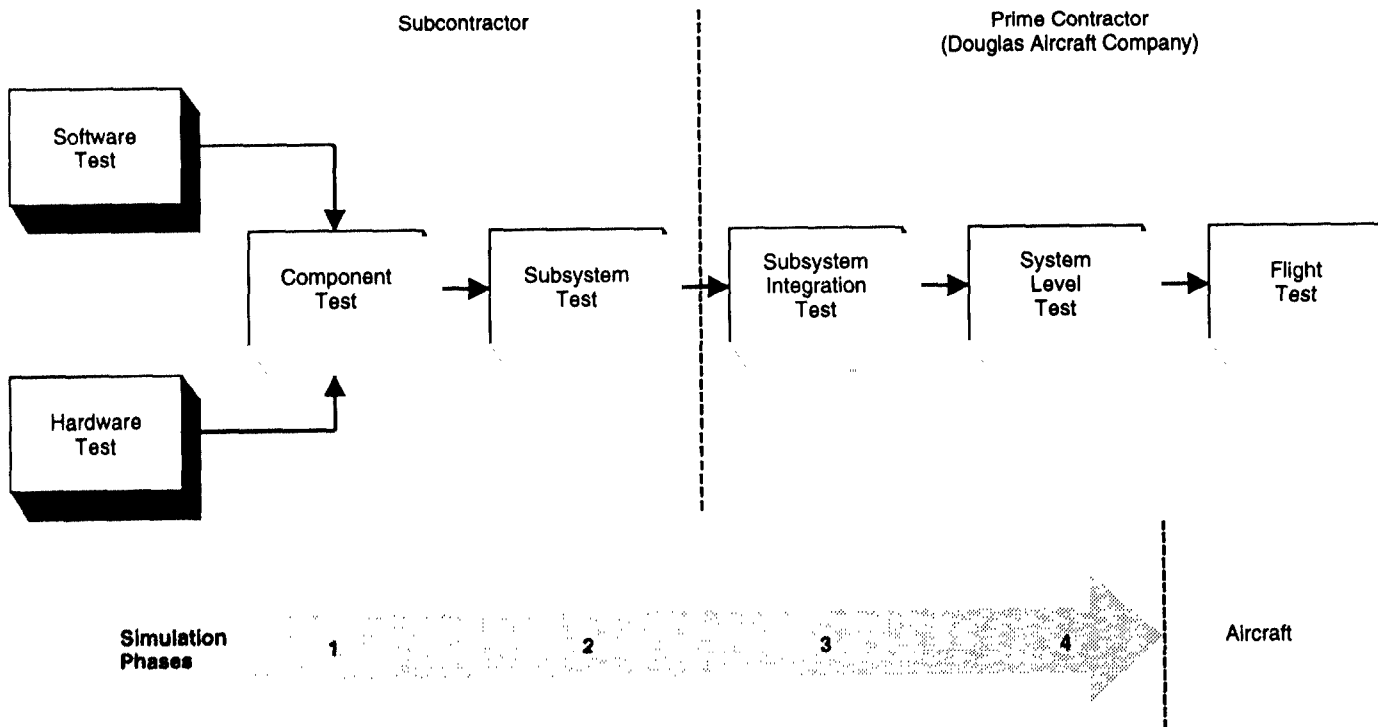 Subcontractor
Prime Contractor
(Douglas Aircraft Company)
Software
Test
Component
Test
Subsystem
Test
Subsystem
Integration
Test
System
Level
Test
Flight
Test
Hardware
Test
Simulation
Phases
1
2
3
4
Aircraft